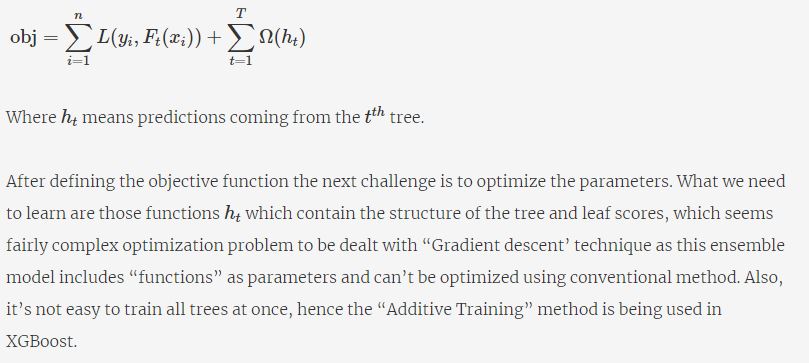 obj = \sum_{i=1}^{n} L(y_i, F_t(x_i)) + \sum_{t=1}^{T} Ω(h_t)
Where h_t means predictions coming from the t^{th} tree.
After defining the objective function the next challenge is to optimize the parameters. What we need
to learn are those functions h_t which contain the structure of the tree and leaf scores, which seems
fairly complex optimization problem to be dealt with “Gradient descent’ technique as this ensemble
model includes “functions” as parameters and can’t be optimized using conventional method. Also,
it’s not easy to train all trees at once, hence the “Additive Training” method is being used in
XGBoost.